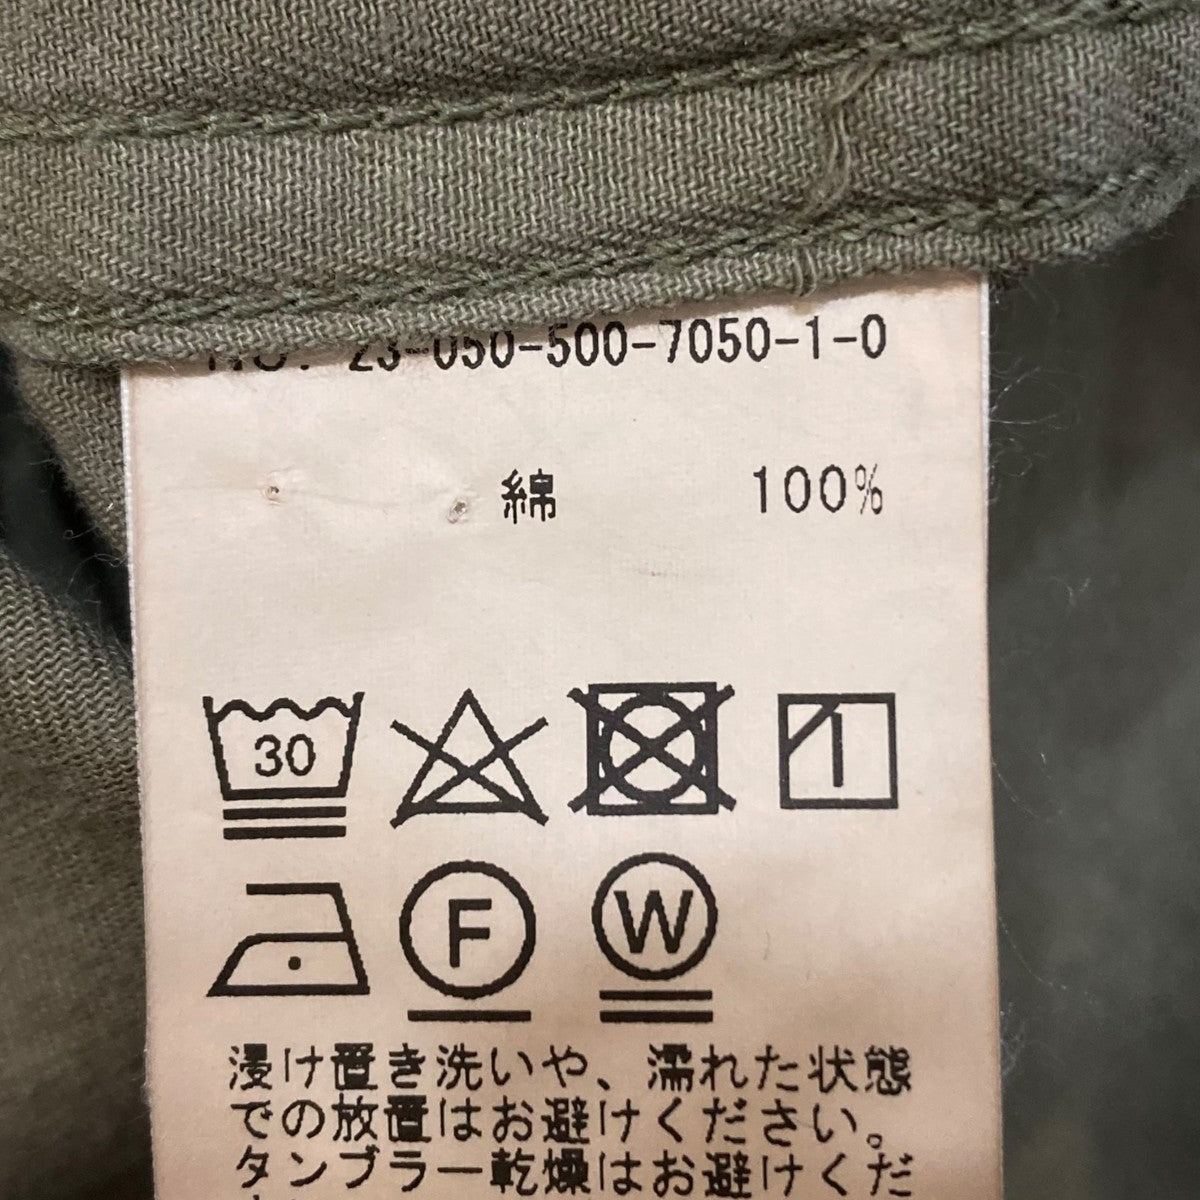 No. 23-050-500-7050-1-0
綿 100%
30
F W
浸け置き洗いや、濡れた状態
での放置はお避けください。
タンブラー乾燥はお避けくだ